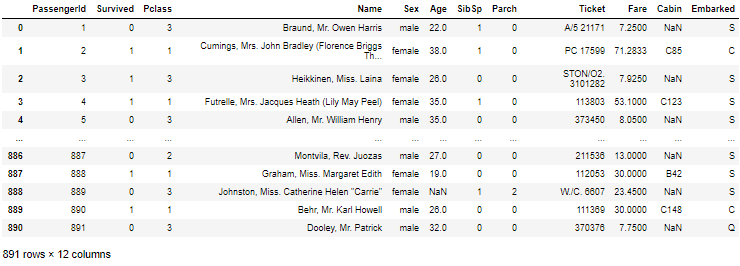 PassengerId Survived Pclass Name Sex Age SibSp Parch Ticket Fare Cabin Embarked
0 1 0 3 Braund, Mr. Owen Harris male 22.0 1 0 A/5 21171 7.2500 NaN S
1 2 1 1 Cumings, Mrs. John Bradley (Florence Briggs Th... female 38.0 1 0 PC 17599 71.2833 C85 C
2 3 1 3 Heikkinen, Miss. Laina female 26.0 0 0 STON/O2. 3101282 7.9250 NaN S
3 4 1 1 Futrelle, Mrs. Jacques Heath (Lily May Peel) female 35.0 1 0 113803 53.1000 C123 S
4 5 0 3 Allen, Mr. William Henry male 35.0 0 0 373450 8.0500 NaN S
... ... ... ... ... ... ... ... ... ... ... ... ...
886 887 0 2 Montvila, Rev. Juozas male 27.0 0 0 211536 13.0000 NaN S
887 888 1 1 Graham, Miss. Margaret Edith female 19.0 0 0 112053 30.0000 B42 S
888 889 0 3 Johnston, Miss. Catherine Helen "Carrie" female NaN 1 2 W./C. 6607 23.4500 NaN S
889 890 1 1 Behr, Mr. Karl Howell male 26.0 0 0 111369 30.0000 C148 C
890 891 0 3 Dooley, Mr. Patrick male 32.0 0 0 370376 7.7500 NaN Q
891 rows × 12 columns